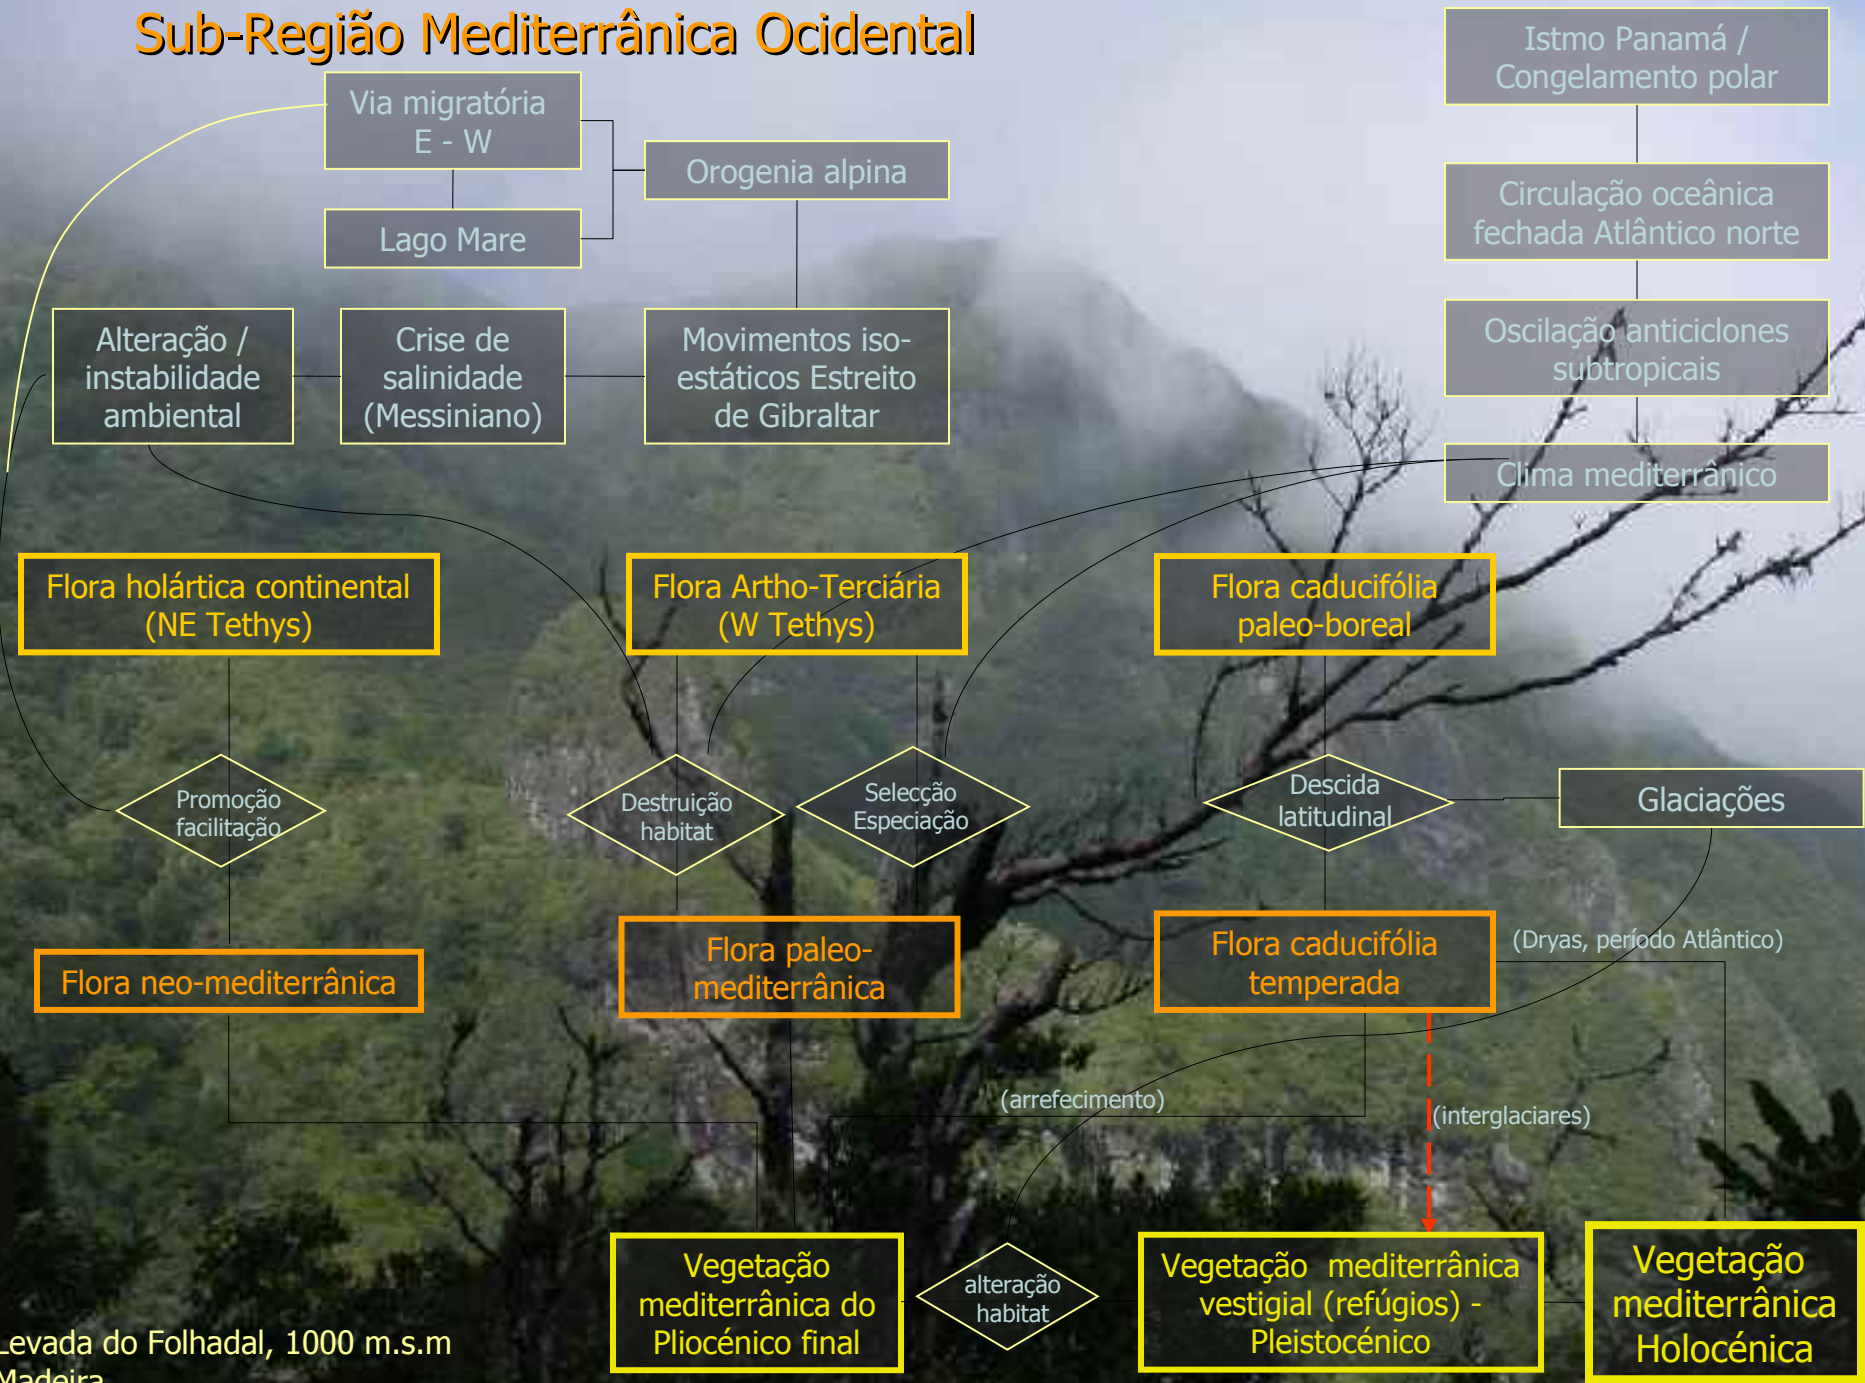 Sub-Região Mediterrânica Ocidental
Istmo Panamá /
Congelamento polar
Via migratória
E - W
Orogenia alpina
Circulação oceânica
fechada Atlântico norte
Lago Mare
Alteração /
instabilidade
ambiental
Crise de
salinidade
(Messiniano)
Movimentos iso-
estáticos Estreito
de Gibraltar
Oscilação anticiclones
subtropicais
Clima mediterrânico
Flora holártica continental
(NE Tethys)
Flora Artho-Terciária
(W Tethys)
Flora caducifólia
paleo-boreal
Promoção
facilitação
Destruição
habitat
Selecção
Especiação
Descida
latitudinal
Glaciações
Flora neo-mediterrânica
Flora paleo-
mediterrânica
Flora caducifólia
temperada
(Dryas, período Atlântico)
(arrefecimento)
(interglaciares)
Vegetação
mediterrânica do
Pliocénico final
alteração
habitat
Vegetação mediterrânica
vestigial (refúgios) -
Pleistocénico
Vegetação
mediterrânica
Holocénica
Levada do Folhadal, 1000 m.s.m
Madeira